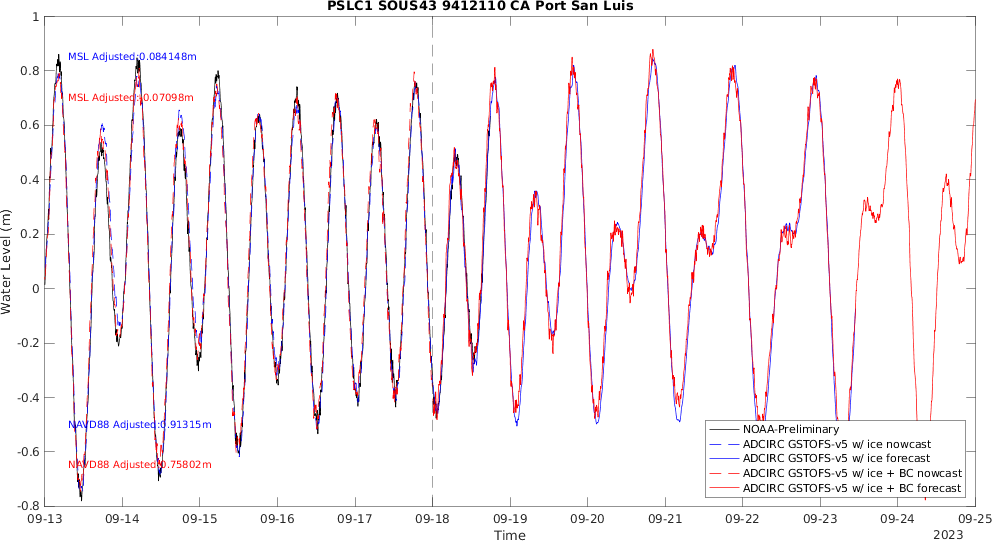 PSLC1 SOUS43 9412110 CA Port San Luis
1
0.8
0.6
0.4
0.2
0
-0.2
-0.4
-0.6
-0.8
Water Level (m)
MSL Adjusted:0.084148m
MSL Adjusted:-0.07098m
NAVD88 Adjusted:0.91315m
NAVD88 Adjusted:0.75802m
NOAA-Preliminary
ADCIRC GSTOFS-v5 w/ ice nowcast
ADCIRC GSTOFS-v5 w/ ice forecast
ADCIRC GSTOFS-v5 w/ ice + BC nowcast
ADCIRC GSTOFS-v5 w/ ice + BC forecast
09-13 09-14 09-15 09-16 09-17 09-18 09-19 09-20 09-21 09-22 09-23 09-24 09-25
Time
2023